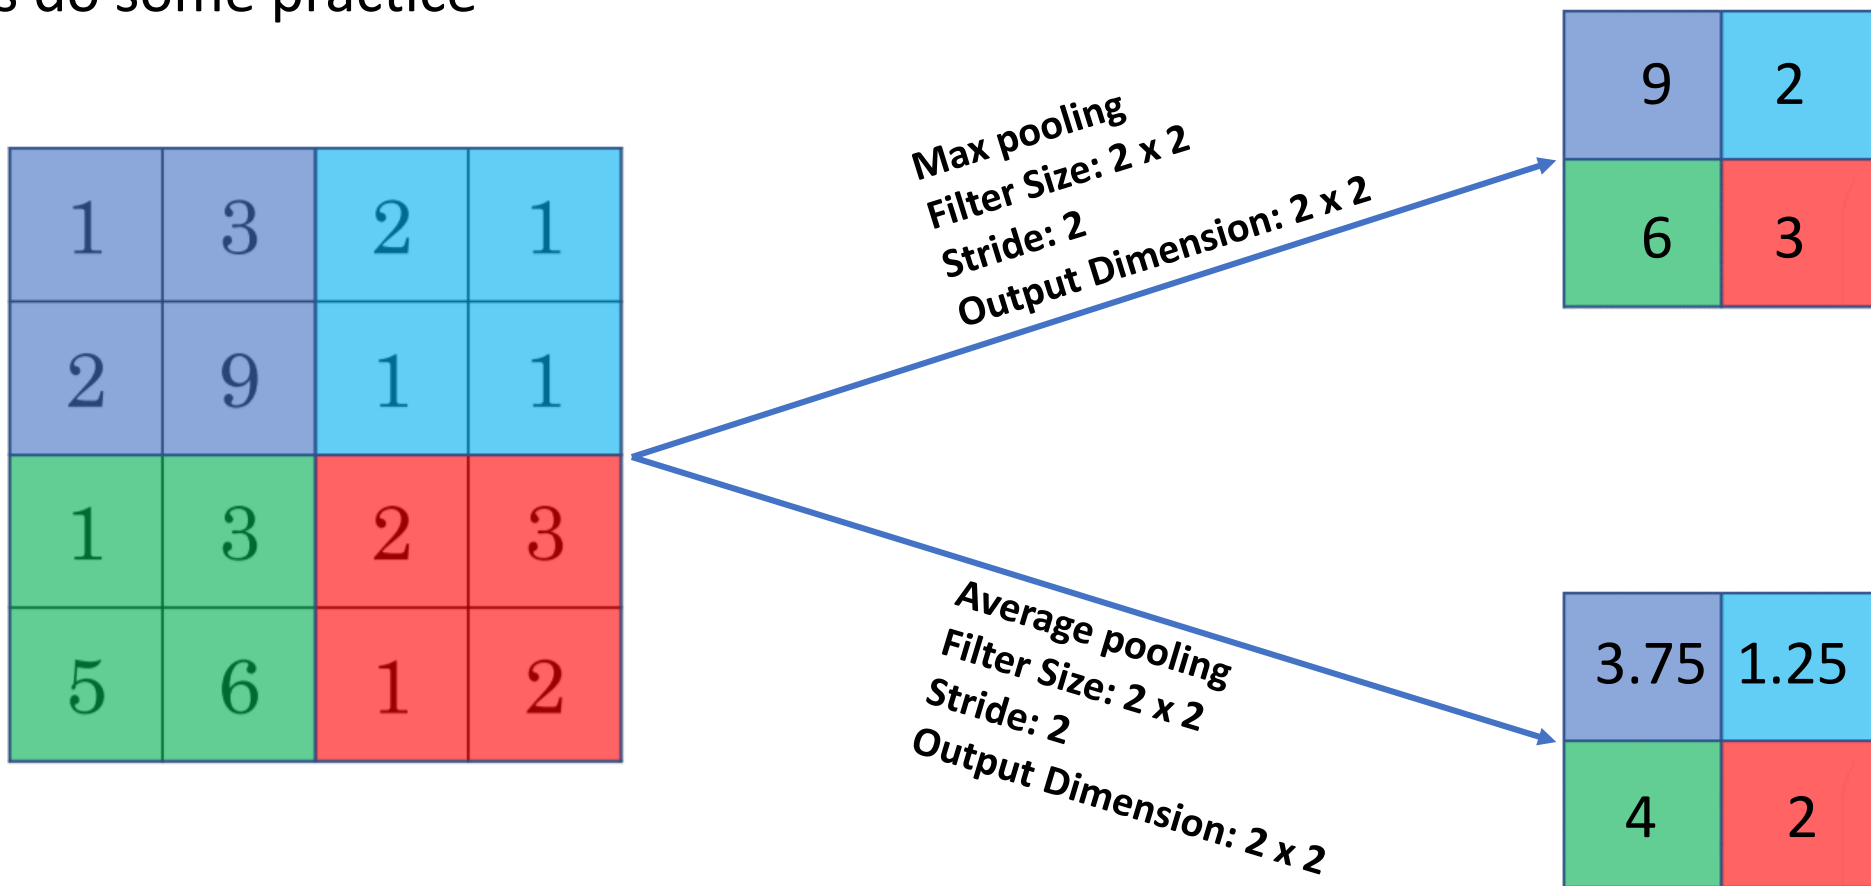 s do some practice
1 3 2 1
2 9 1 1
1 3 2 3
5 6 1 2
Max pooling
Filter Size: 2 x 2
Stride: 2
Output Dimension: 2 x 2
9 2
6 3
Average pooling
Filter Size: 2 x 2
Stride: 2
Output Dimension: 2 x 2
3.75 1.25
4 2